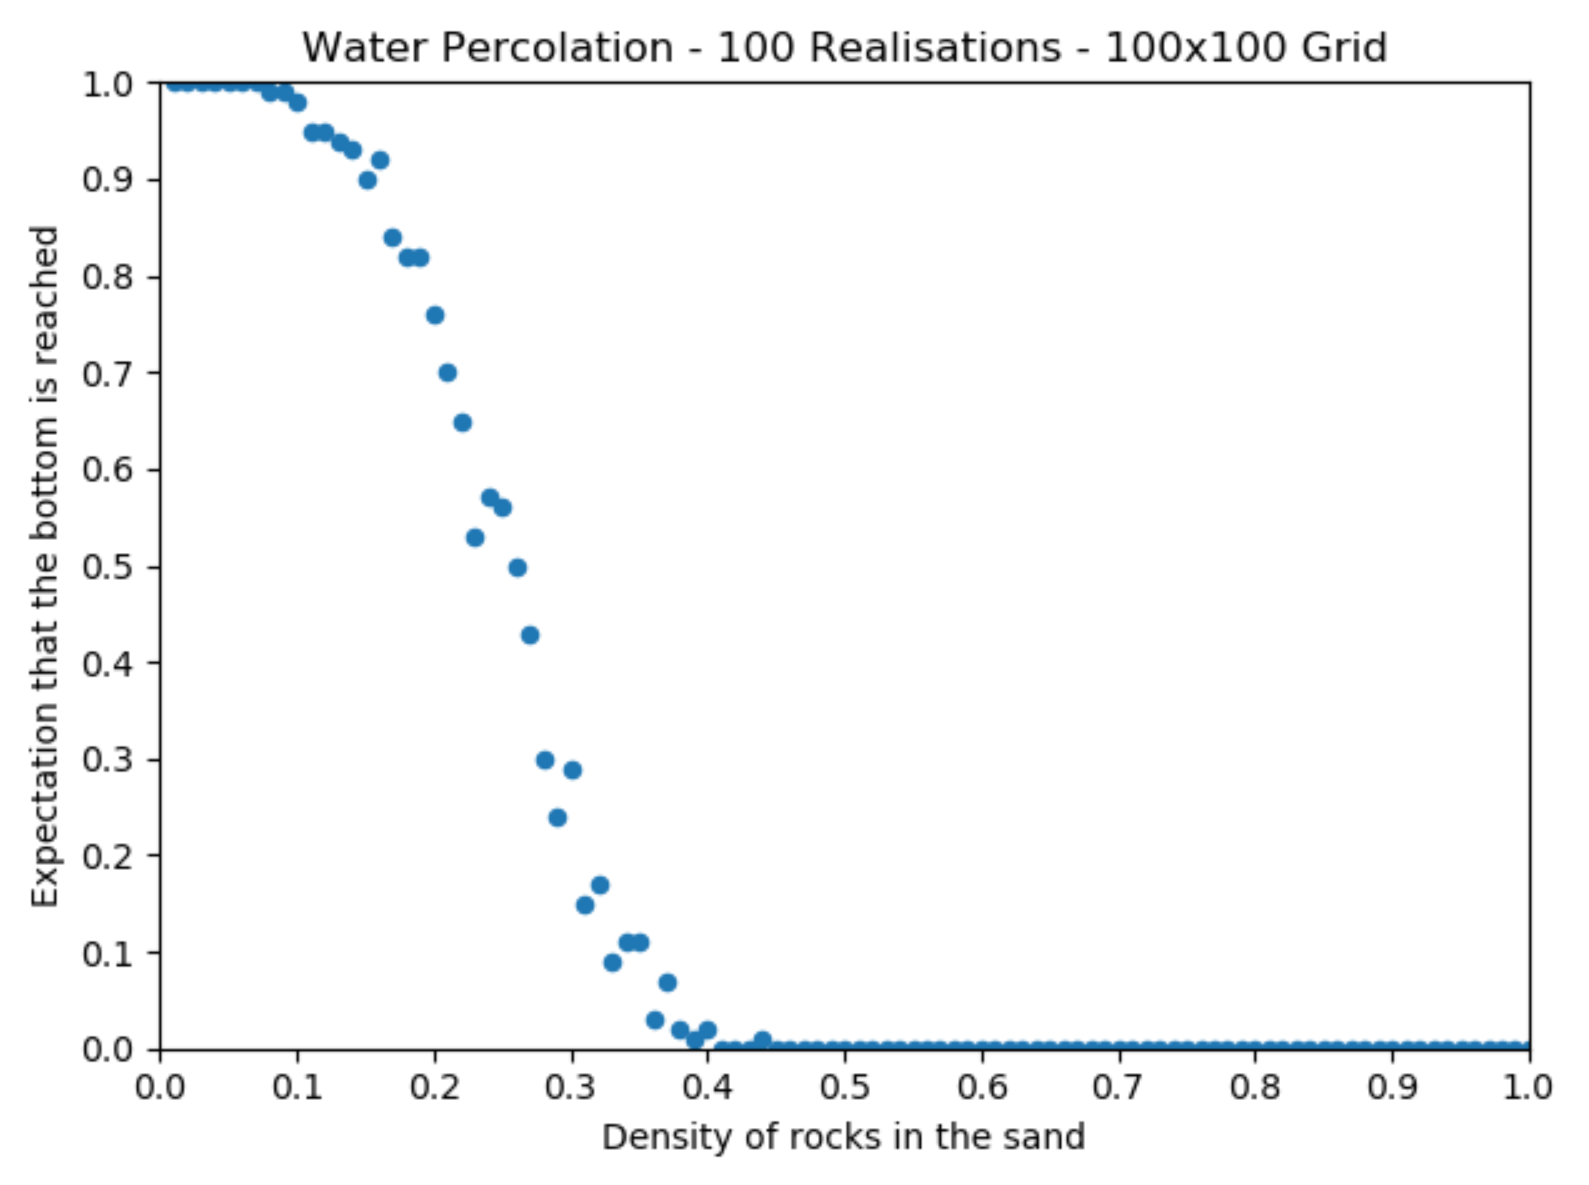 Water Percolation - 100 Realisations - 100x100 Grid
Expectation that the bottom is reached
1.0
0.9
0.8
0.7
0.6
0.5
0.4
0.3
0.2
0.1
0.0
0.0 0.1 0.2 0.3 0.4 0.5 0.6 0.7 0.8 0.9 1.0
Density of rocks in the sand